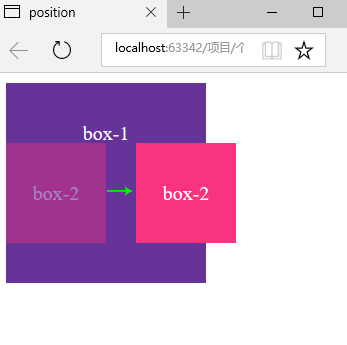 position
localhost:63342/项目/个
box-1
box-2 → box-2